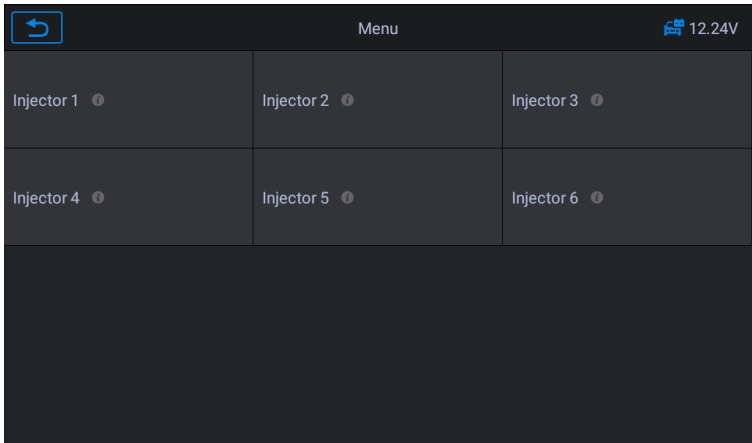 Menu
12.24V
Injector 1
Injector 2
Injector 3
Injector 4
Injector 5
Injector 6